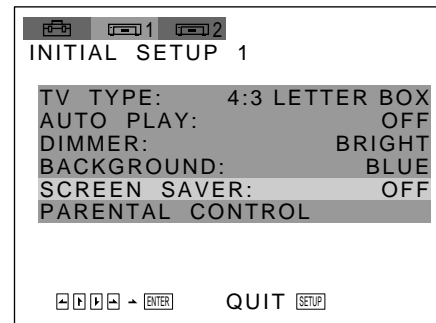 1 2
INITIAL SETUP 1
TV TYPE: 4:3 LETTER BOX
AUTO PLAY: OFF
DIMMER: BRIGHT
BACKGROUND: BLUE
SCREEN SAVER: OFF
PARENTAL CONTROL
ENTER QUIT SETUP